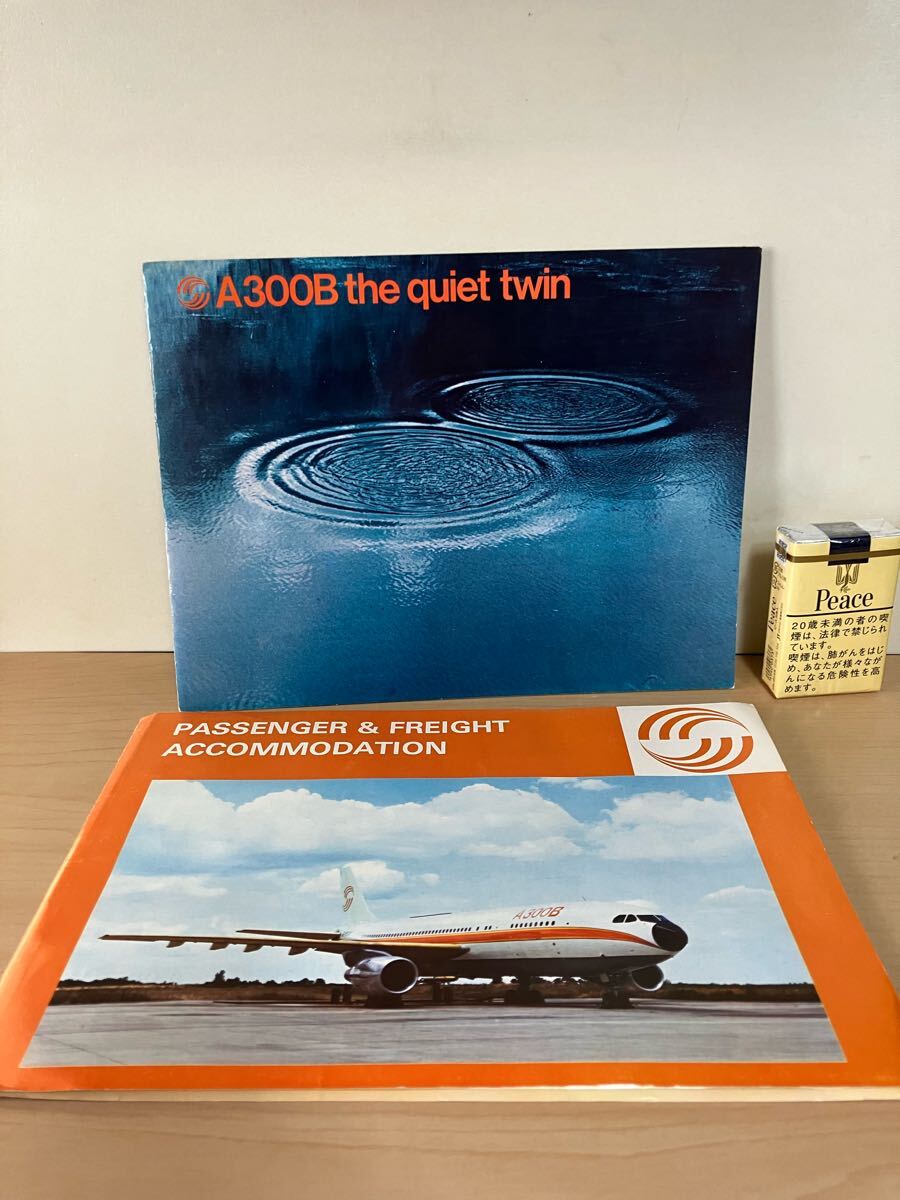 A300B the quiet twin
Peace
20歳未満の者の喫
煙は、法律で禁じられ
ています。
喫煙は、肺がんをはじ
め、あなたが様々なが
んになる危険性を高
めます。
Peace
PASSENGER & FREIGHT
ACCOMMODATION
A300B